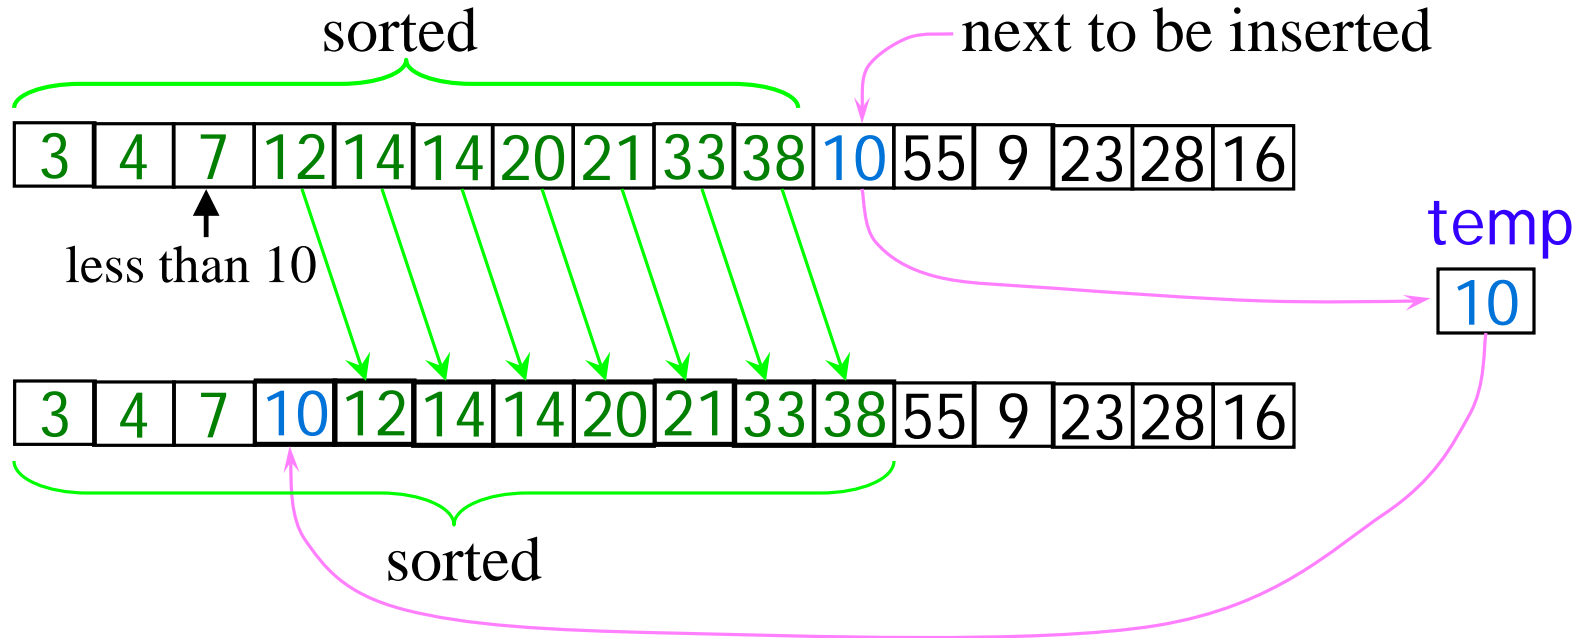 sorted
next to be inserted
3 4 7 12 14 14 20 21 33 38 10 55 9 23 28 16
less than 10
temp
10
3 4 7 10 12 14 14 20 21 33 38 55 9 23 28 16
sorted